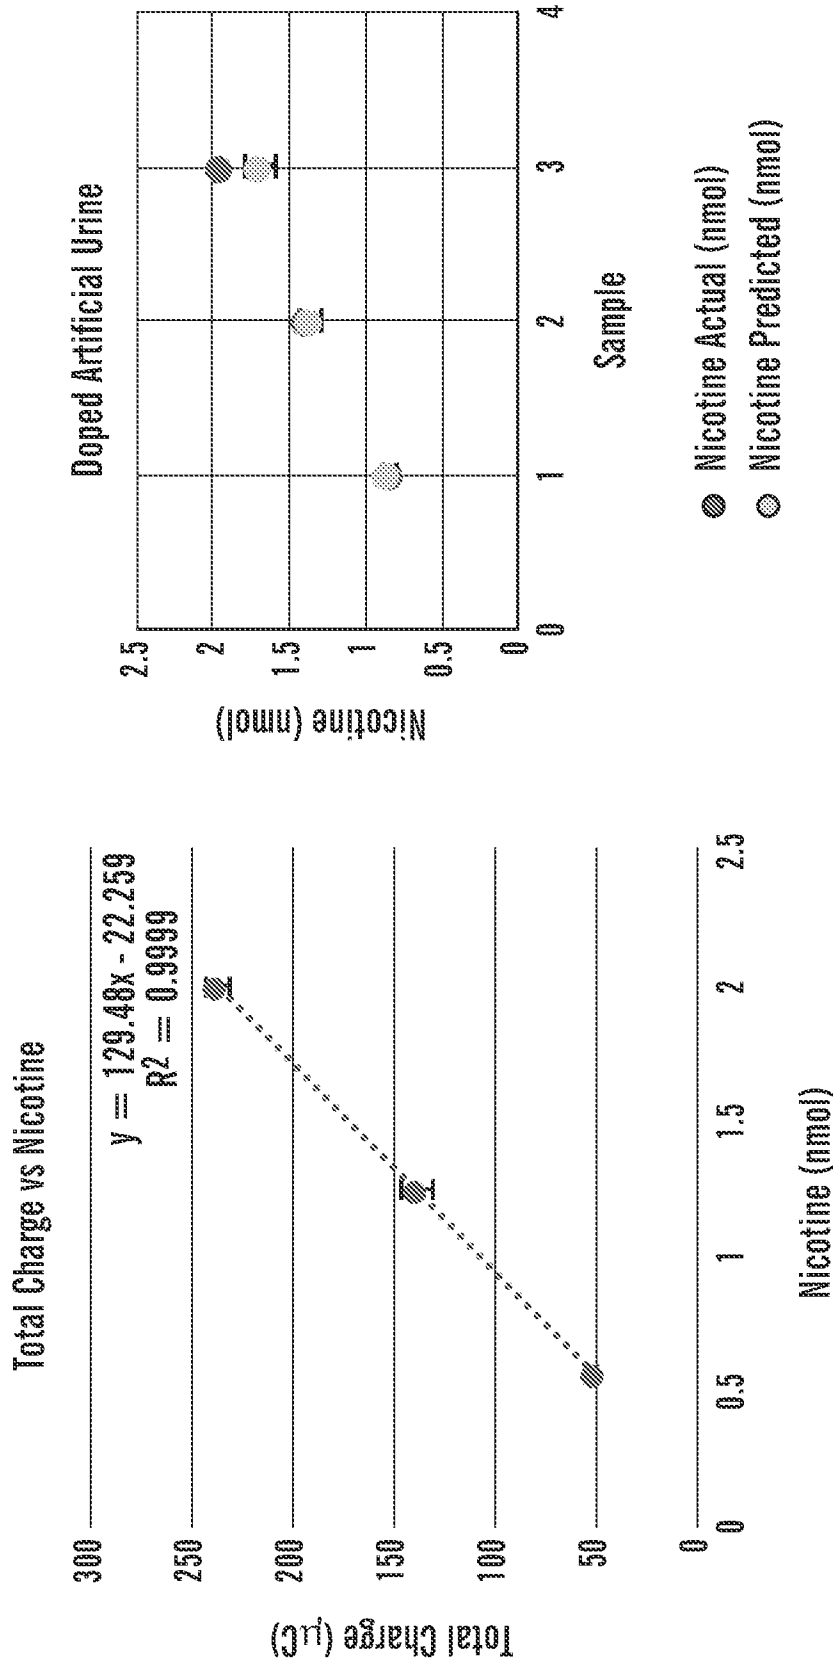 Total Charge vs Nicotine
y = 129.48x - 22.259
R² = 0.9999
300
250
200
150
100
50
0
Total Charge (μC)
0
0.5
1
1.5
2
2.5
Nicotine (nmol)
Doped Artificial Urine
2.5
2
1.5
1
0.5
0
Nicotine (nmol)
0
1
2
3
4
Sample
Nicotine Actual (nmol)
Nicotine Predicted (nmol)